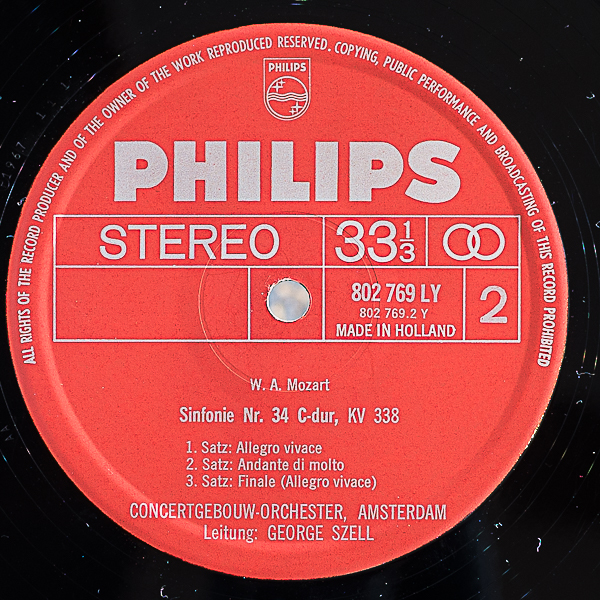 ALL RIGHTS OF THE RECORD PRODUCER AND OF THE OWNER OF THE WORK REPRODUCED RESERVED. COPYING, PUBLIC PERFORMANCE AND BROADCASTING OF THIS RECORD PROHIBITED
PHILIPS
PHILIPS
STEREO 33 1/3
802 769 LY
802 769.2 Y
MADE IN HOLLAND
2
W. A. Mozart
Sinfonie Nr. 34 C-dur, KV 338
1. Satz: Allegro vivace
2. Satz: Andante di molto
3. Satz: Finale (Allegro vivace)
CONCERTGEBOUW-ORCHESTER, AMSTERDAM
Leitung: GEORGE SZELL